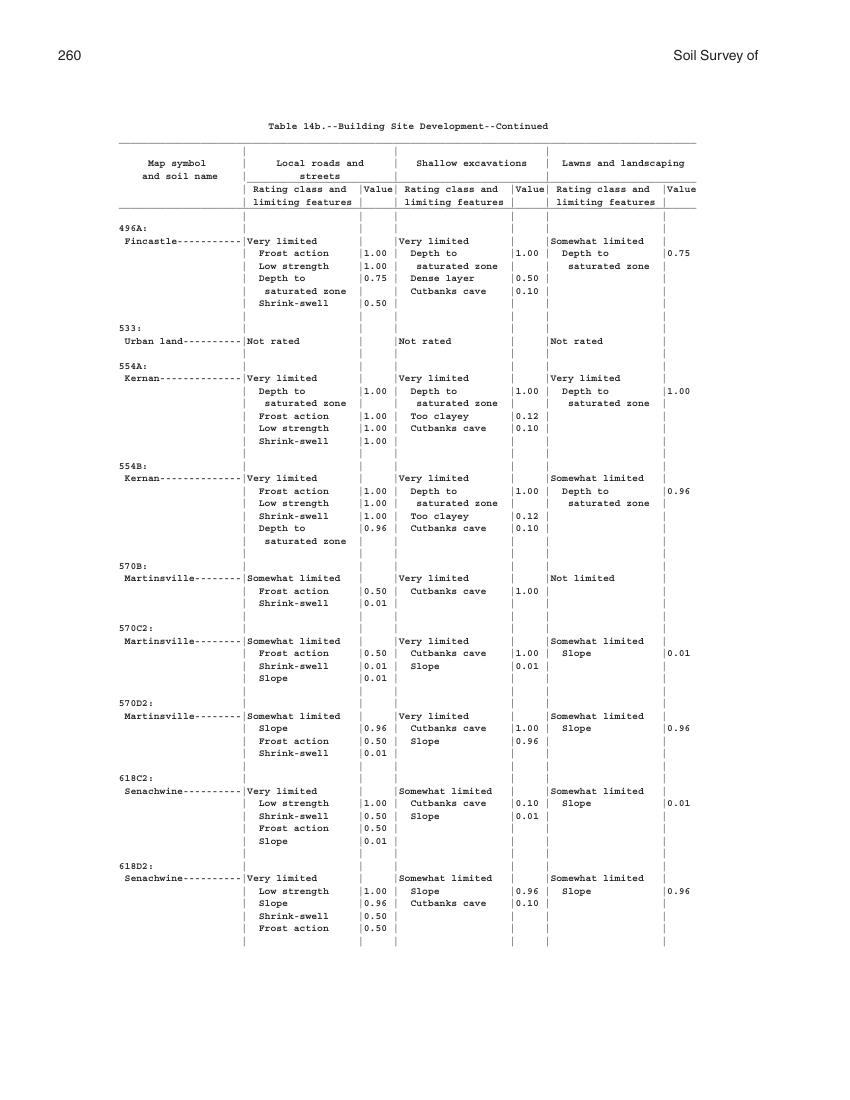 260
Soil Survey of
Table 14b.--Building Site Development--Continued
Map symbol | Local roads and | Shallow excavations | Lawns and landscaping
and soil name | streets
Rating class and |Value| Rating class and |Value| Rating class and |Value
limiting features | limiting features | limiting features
496A:
Fincastle-----------|Very limited |Very limited |Somewhat limited
Frost action |1.00 | Depth to |1.00 | Depth to |0.75
Low strength |1.00 | saturated zone | saturated zone
Depth to |0.75 | Dense layer |0.50
saturated zone | Cutbanks cave |0.10
Shrink-swell |0.50
533:
Urban land----------|Not rated |Not rated |Not rated
554A:
Kernan--------------|Very limited |Very limited |Very limited
Depth to |1.00 | Depth to |1.00 | Depth to |1.00
saturated zone | saturated zone | saturated zone
Frost action |1.00 | Too clayey |0.12
Low strength |1.00 | Cutbanks cave |0.10
Shrink-swell |1.00
554B:
Kernan--------------|Very limited |Very limited |Somewhat limited
Frost action |1.00 | Depth to |1.00 | Depth to |0.96
Low strength |1.00 | saturated zone | saturated zone
Shrink-swell |1.00 | Too clayey |0.12
Depth to |0.96 | Cutbanks cave |0.10
saturated zone
570B:
Martinsville--------|Somewhat limited |Very limited |Not limited
Frost action |0.50 | Cutbanks cave |1.00
Shrink-swell |0.01
570C2:
Martinsville--------|Somewhat limited |Very limited |Somewhat limited
Frost action |0.50 | Cutbanks cave |1.00 | Slope |0.01
Shrink-swell |0.01 | Slope |0.01
Slope |0.01
570D2:
Martinsville--------|Somewhat limited |Very limited |Somewhat limited
Slope |0.96 | Cutbanks cave |1.00 | Slope |0.96
Frost action |0.50 | Slope |0.96
Shrink-swell |0.01
618C2:
Senachwine----------|Very limited |Somewhat limited |Somewhat limited
Low strength |1.00 | Cutbanks cave |0.10 | Slope |0.01
Shrink-swell |0.50 | Slope |0.01
Frost action |0.50
Slope |0.01
618D2:
Senachwine----------|Very limited |Somewhat limited |Somewhat limited
Low strength |1.00 | Slope |0.96 | Slope |0.96
Slope |0.96 | Cutbanks cave |0.10
Shrink-swell |0.50
Frost action |0.50